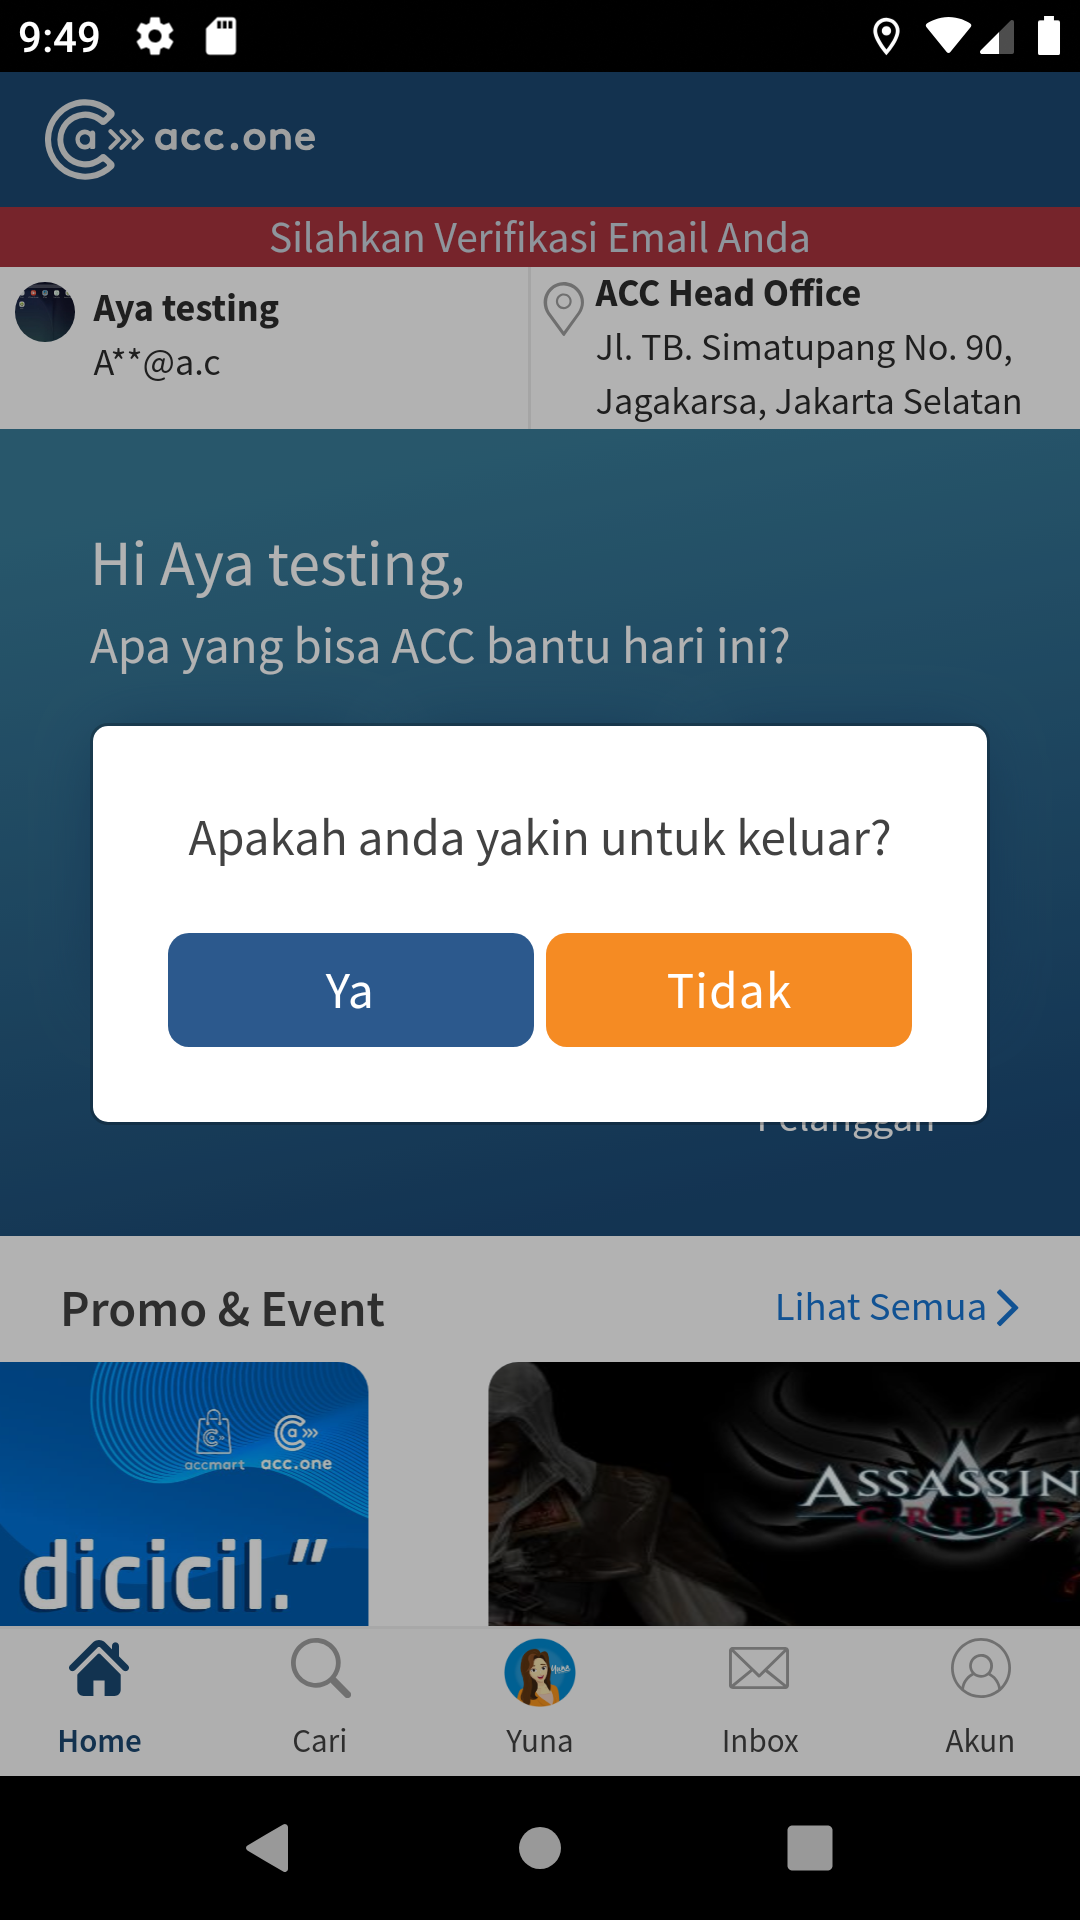 9:49
a acc.one
Silahkan Verifikasi Email Anda
Aya testing
A**@a.c
ACC Head Office
Jl. TB. Simatupang No. 90,
Jagakarsa, Jakarta Selatan
Hi Aya testing,
Apa yang bisa ACC bantu hari ini?
Apakah anda yakin untuk keluar?
Ya
Tidak
Pelanggan
Promo & Event
Lihat Semua
accmart
acc.one
dicicil.”
ASSASSIN
CREED
Home
Cari
Yuna
Inbox
Akun